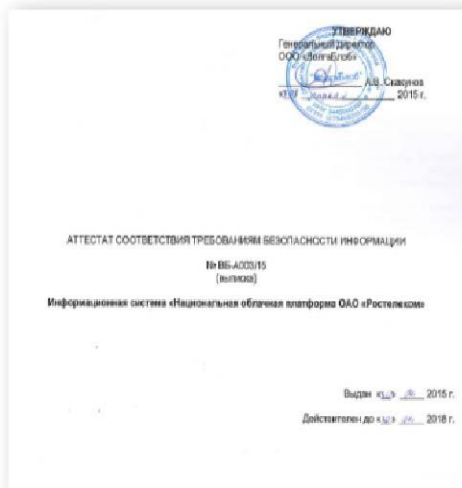 УТВЕРЖДАЮ
Генеральный директор
ООО «ВолгаБлоб»
А.В. Скакунов
2015 г.
АТТЕСТАТ СООТВЕТСТВИЯ ТРЕБОВАНИЯМ БЕЗОПАСНОСТИ ИНФОРМАЦИИ
№ ВБ-А003/15
(выписка)
Информационная система «Национальная облачная платформа ОАО «Ростелеком»
Выдан 2015 г.
Действителен до 2018 г.